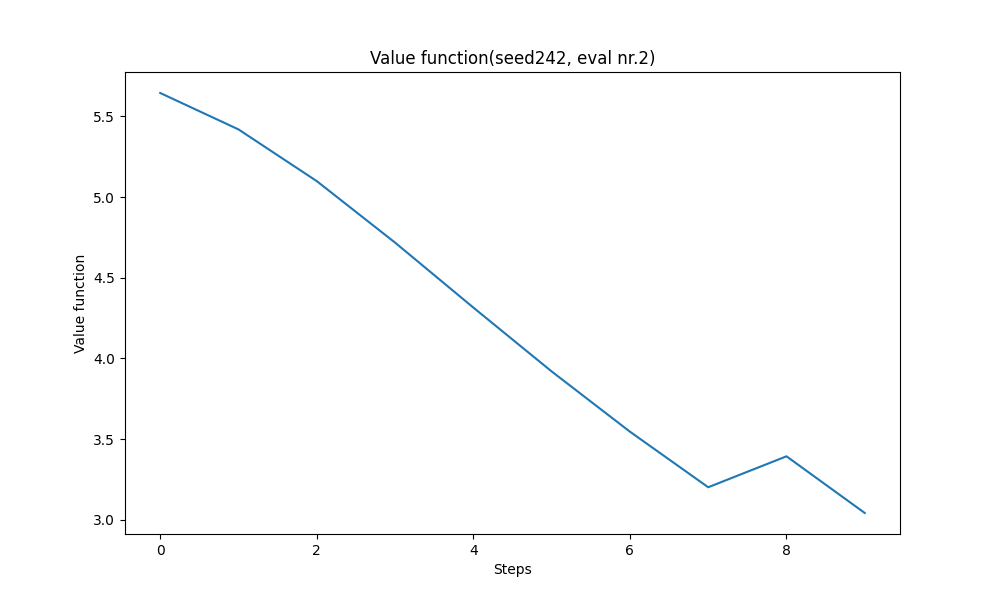 Value function(seed242, eval nr.2)
Value function
5.5
5.0
4.5
4.0
3.5
3.0
0 2 4 6 8
Steps